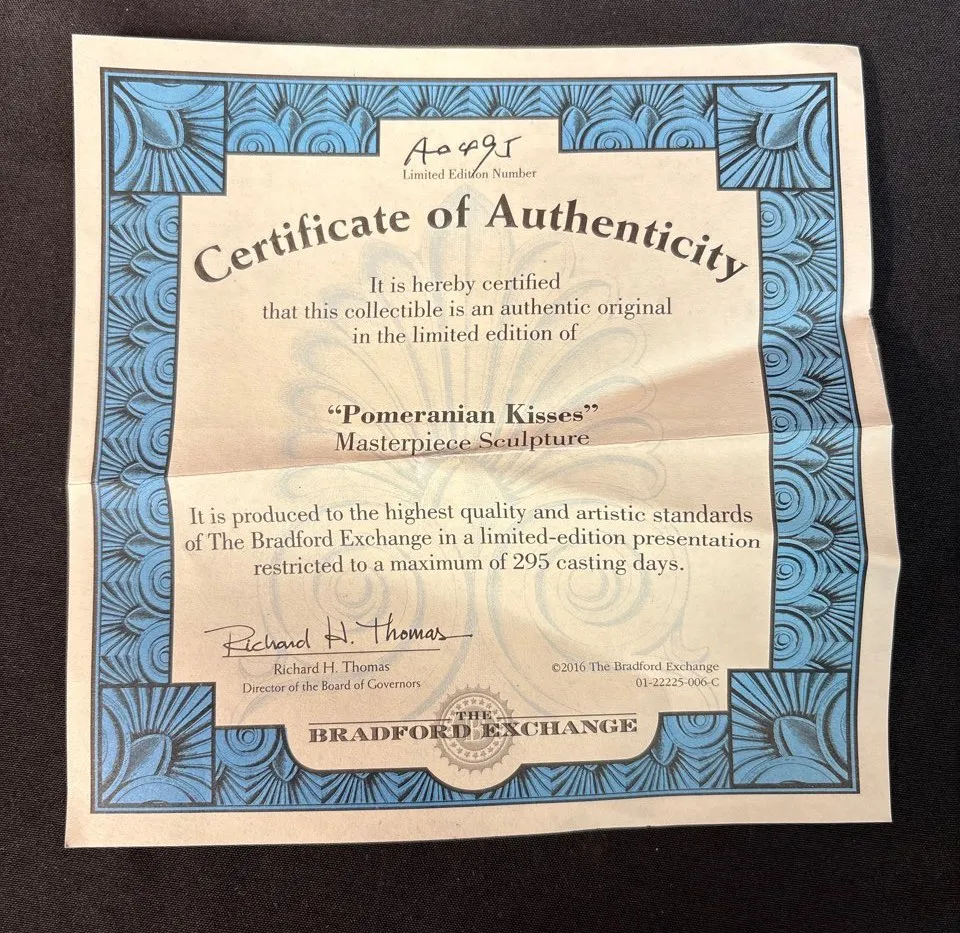 A0495
Limited Edition Number
Certificate of Authenticity
It is hereby certified
that this collectible is an authentic original
in the limited edition of
“Pomeranian Kisses”
Masterpiece Sculpture
It is produced to the highest quality and artistic standards
of The Bradford Exchange in a limited-edition presentation
restricted to a maximum of 295 casting days.
Richard H. Thomas
Richard H. Thomas
Director of the Board of Governors
©2016 The Bradford Exchange
01-22225-006-C
THE
BRADFORD EXCHANGE